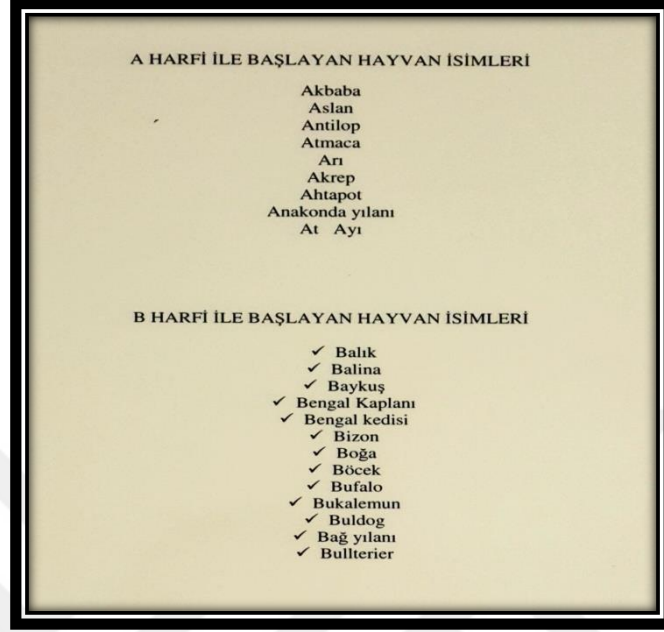 A HARFİ İLE BAŞLAYAN HAYVAN İSİMLERİ
Akbaba
Aslan
Antilop
Atmaca
Arı
Akrep
Ahtapot
Anakonda yılanı
At Ayı
B HARFİ İLE BAŞLAYAN HAYVAN İSİMLERİ
✓ Balık
✓ Balina
✓ Baykuş
✓ Bengal Kaplanı
✓ Bengal kedisi
✓ Bizon
✓ Boğa
✓ Böcek
✓ Bufalo
✓ Bukalemun
✓ Buldog
✓ Bağ yılanı
✓ Bullterier